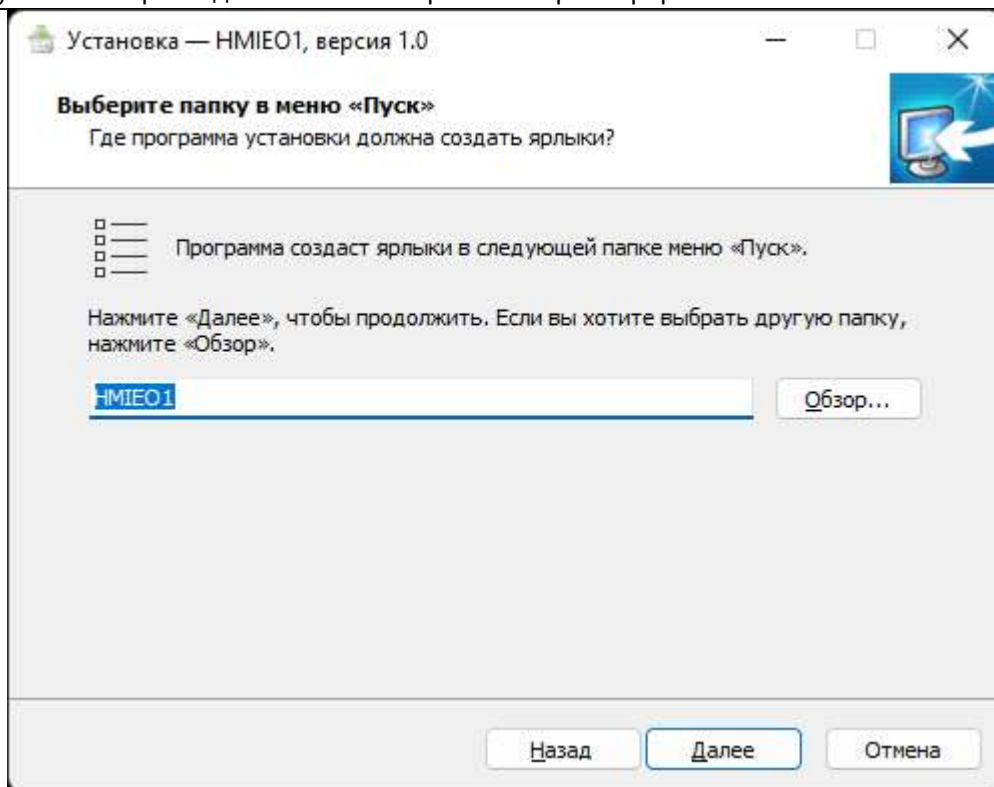 Установка — HMIEO1, версия 1.0
Выберите папку в меню «Пуск»
Где программа установки должна создать ярлыки?
Программа создаст ярлыки в следующей папке меню «Пуск».
Нажмите «Далее», чтобы продолжить. Если вы хотите выбрать другую папку,
нажмите «Обзор».
HMIEO1
Обзор...
Назад
Далее
Отмена